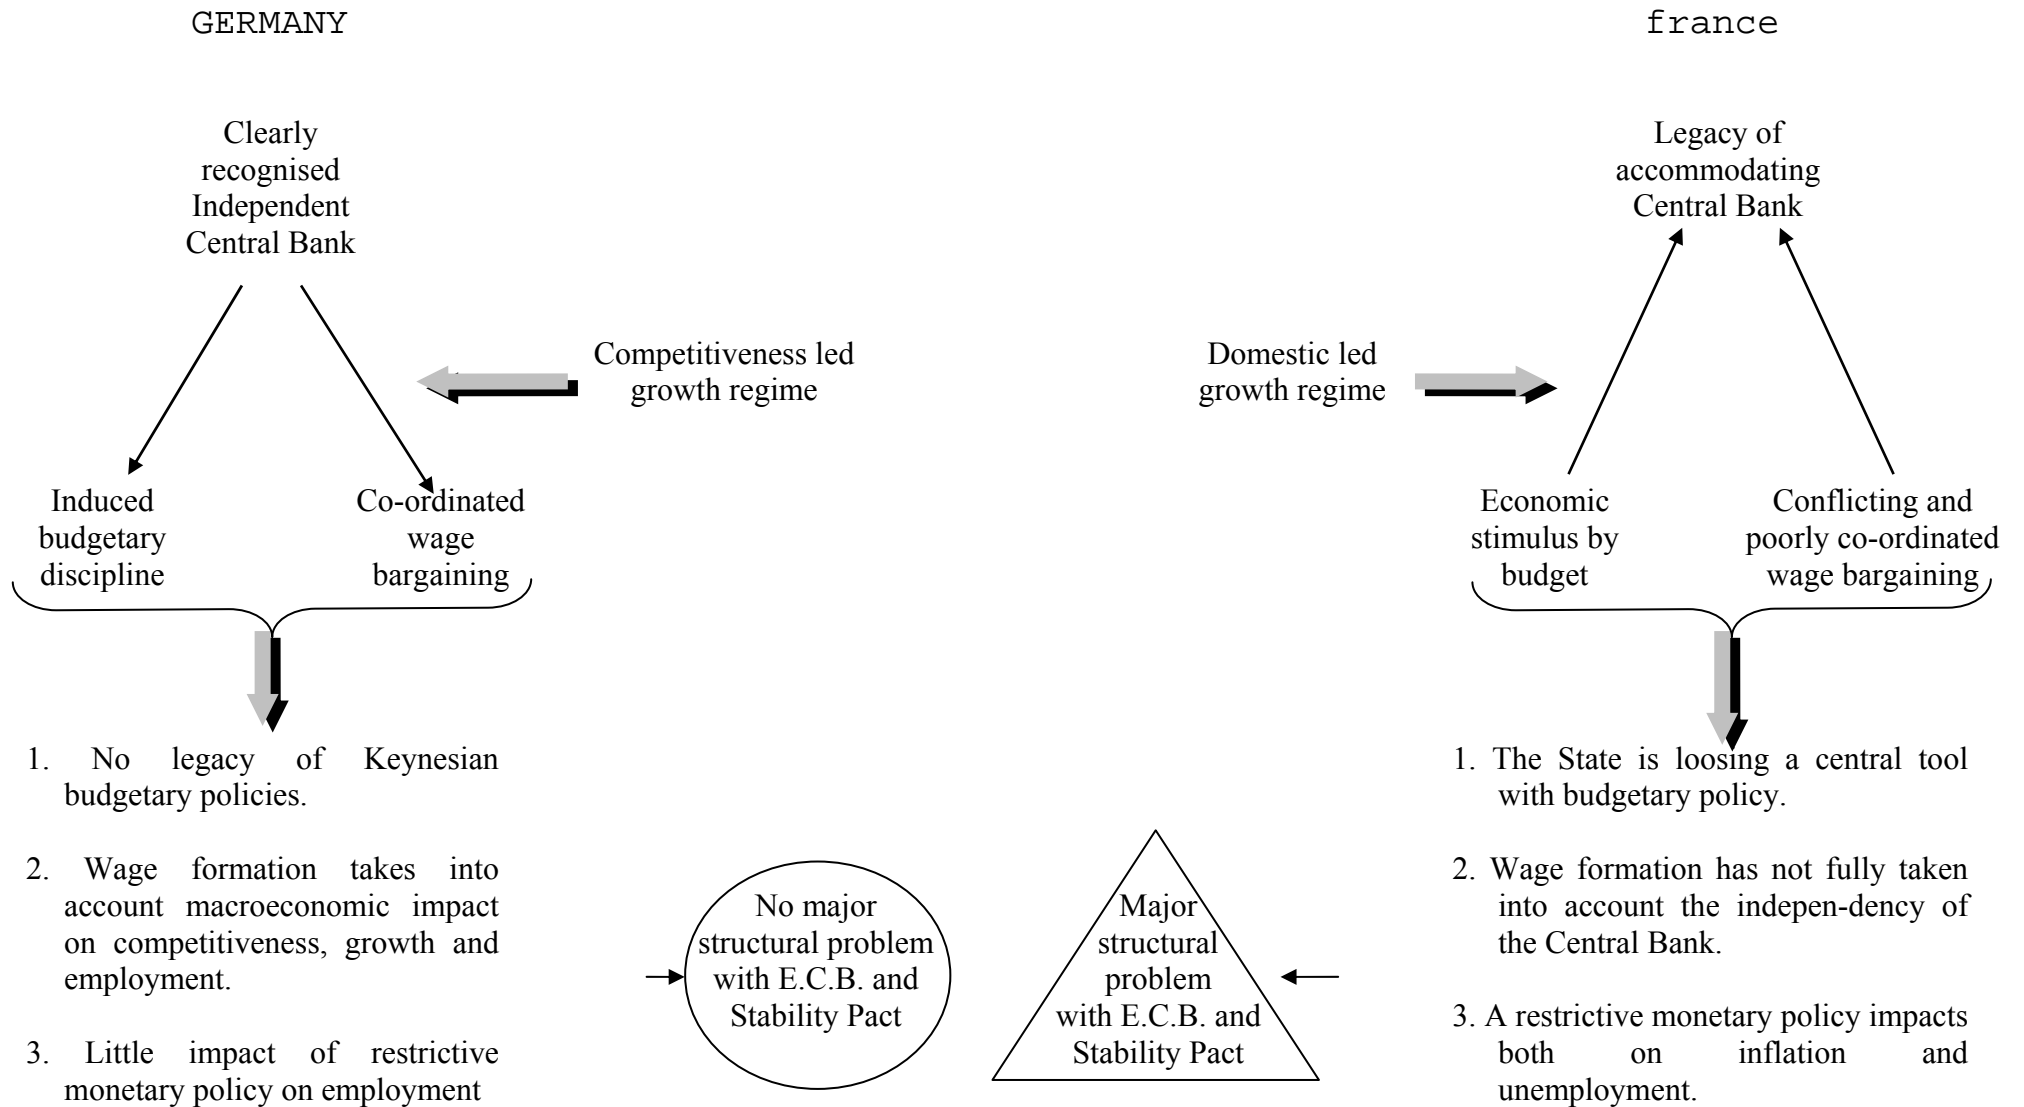 GERMANY
france
Clearly
recognised
Independent
Central Bank
Legacy of
accommodating
Central Bank
Competitiveness led
growth regime
Domestic led
growth regime
Induced
budgetary
discipline
Co-ordinated
wage
bargaining
Economic
stimulus by
budget
Conflicting and
poorly co-ordinated
wage bargaining
1. No legacy of Keynesian
budgetary policies.
2. Wage formation takes into
account macroeconomic impact
on competitiveness, growth and
employment.
3. Little impact of restrictive
monetary policy on employment
No major
structural problem
with E.C.B. and
Stability Pact
Major
structural
problem
with E.C.B. and
Stability Pact
1. The State is loosing a central tool
with budgetary policy.
2. Wage formation has not fully taken
into account the indepen-dency of
the Central Bank.
3. A restrictive monetary policy impacts
both on inflation and
unemployment.